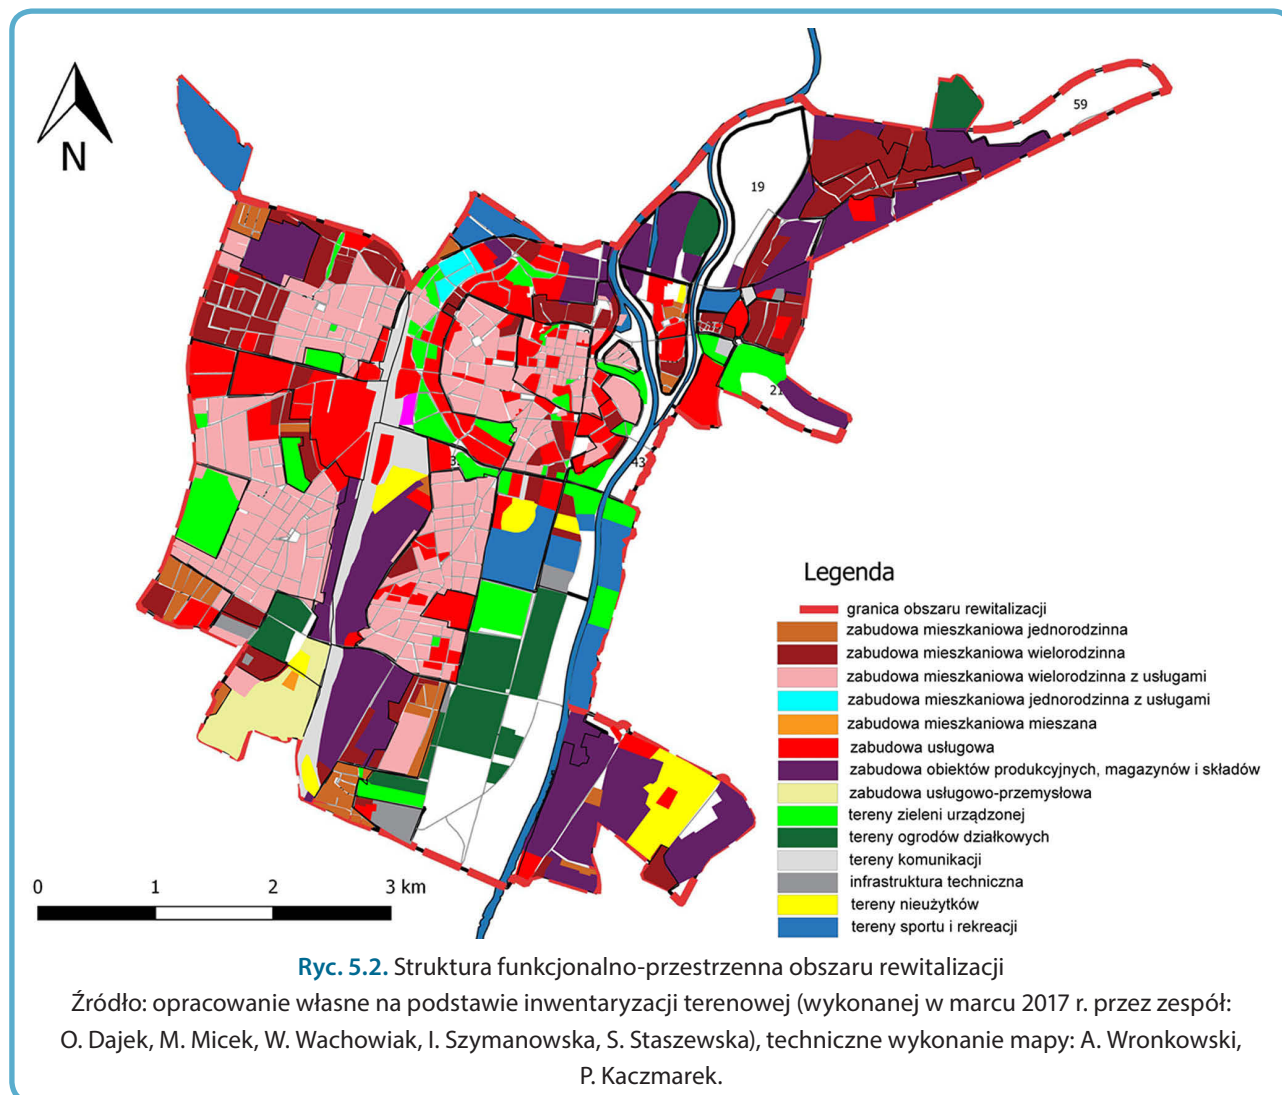 N
59
19
21
3
43
Legenda
granica obszaru rewitalizacji
zabudowa mieszkaniowa jednorodzinna
zabudowa mieszkaniowa wielorodzinna
zabudowa mieszkaniowa wielorodzinna z usługami
zabudowa mieszkaniowa jednorodzinna z usługami
zabudowa mieszkaniowa mieszana
zabudowa usługowa
zabudowa obiektów produkcyjnych, magazynów i składów
zabudowa usługowo-przemysłowa
tereny zieleni urządzonej
tereny ogrodów działkowych
tereny komunikacji
infrastruktura techniczna
tereny nieużytków
tereny sportu i rekreacji
0 1 2 3 km
Ryc. 5.2. Struktura funkcjonalno-przestrzenna obszaru rewitalizacji
Źródło: opracowanie własne na podstawie inwentaryzacji terenowej (wykonanej w marcu 2017 r. przez zespół:
O. Dajek, M. Micek, W. Wachowiak, I. Szymanowska, S. Staszewska), techniczne wykonanie mapy: A. Wronkowski,
P. Kaczmarek.